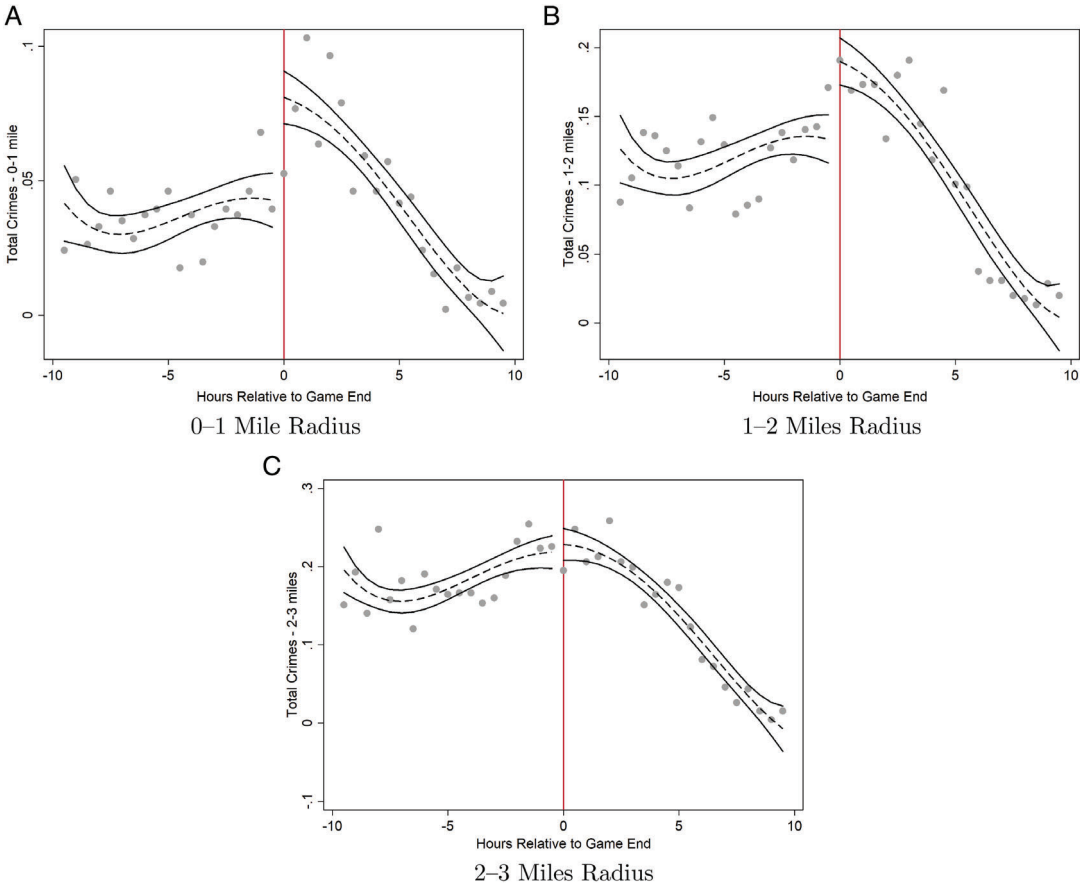 A
Total Crimes - 0-1 mile
.1
.05
0
-10 -5 0 5 10
Hours Relative to Game End
0–1 Mile Radius
B
Total Crimes - 1-2 miles
.2
.15
.1
.05
0
-10 -5 0 5 10
Hours Relative to Game End
1–2 Miles Radius
C
Total Crimes - 2-3 miles
.3
.2
.1
0
-.1
-10 -5 0 5 10
Hours Relative to Game End
2–3 Miles Radius